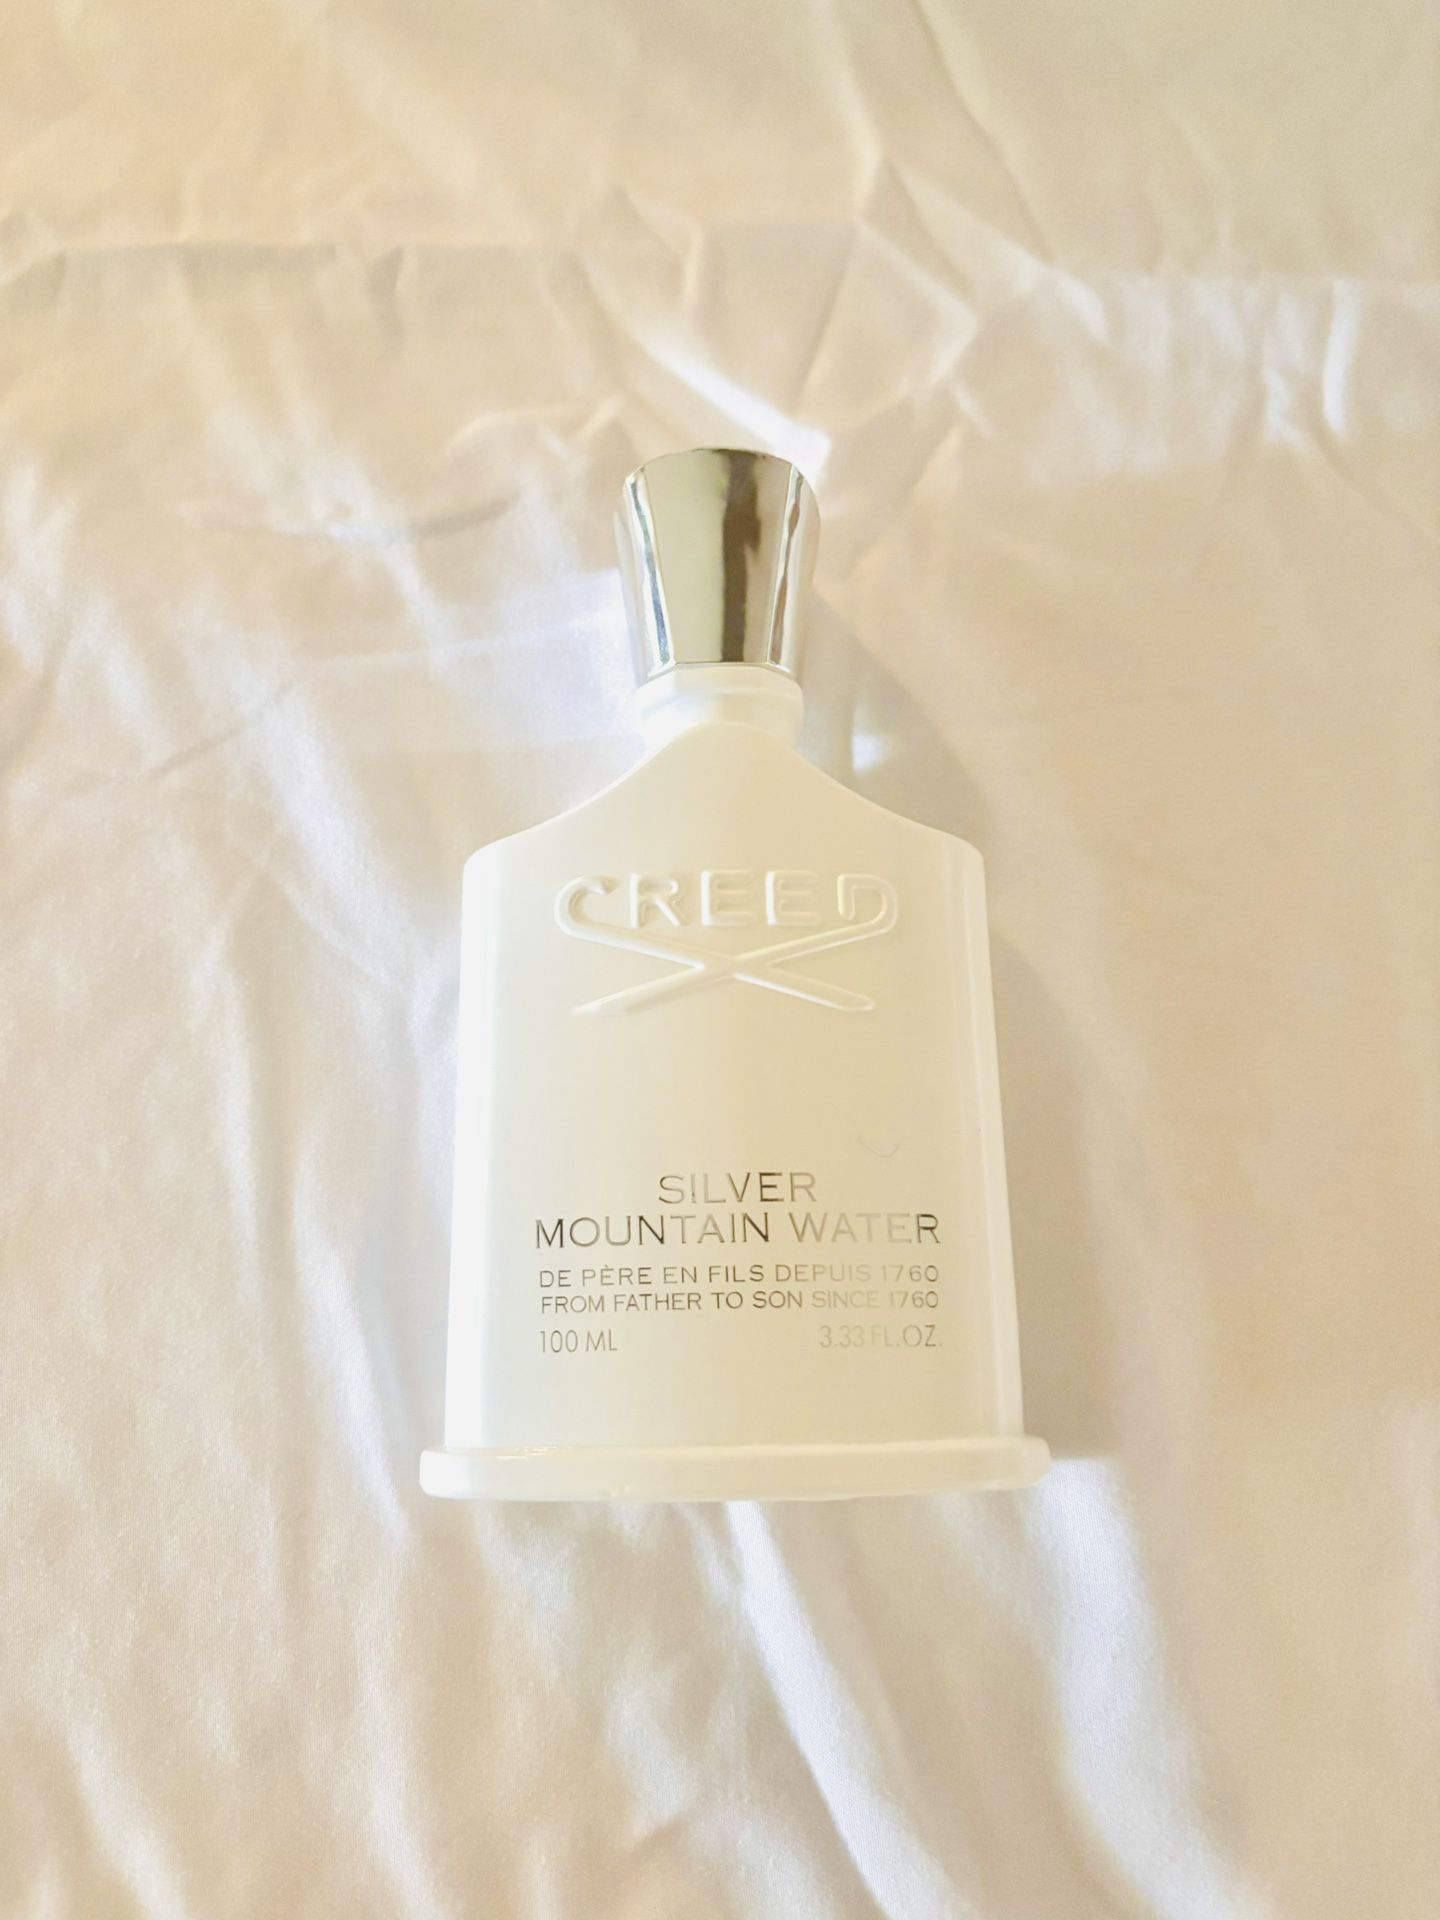 CREED
SILVER
MOUNTAIN WATER
DE PÈRE EN FILS DEPUIS 1760
FROM FATHER TO SON SINCE 1760
100 ML 3.33 FL.OZ.